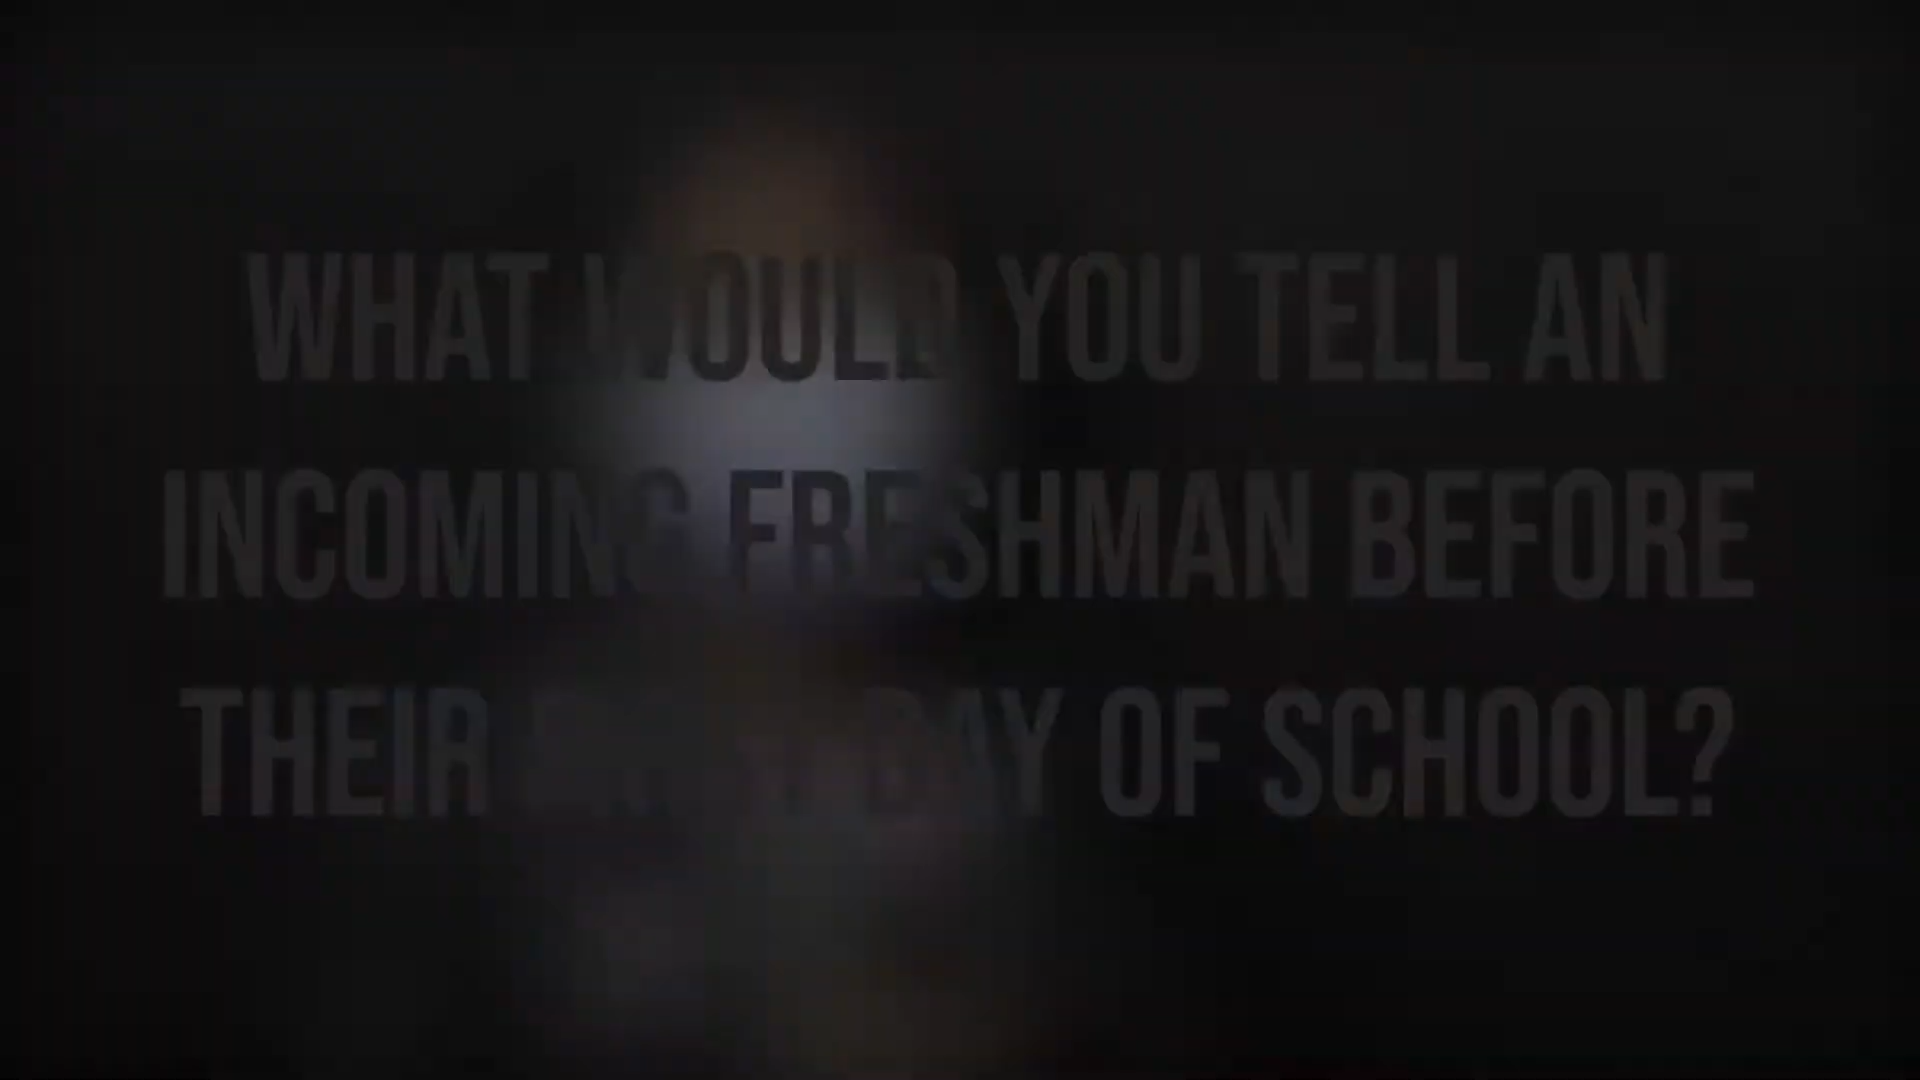 WHAT WOULD YOU TELL AN
INCOMING FRESHMAN BEFORE
THEIR DAY OF SCHOOL?